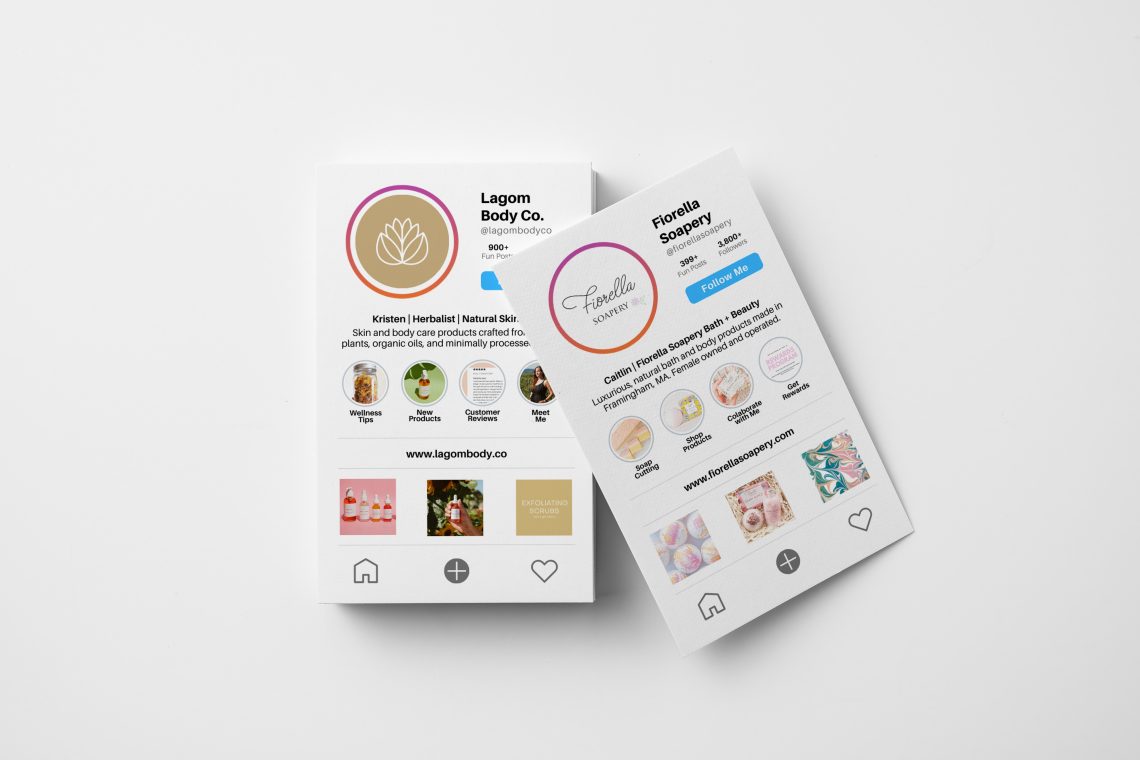 Lagom
Body Co.
@lagombodyco
900+
Fun Posts
Kristen | Herbalist | Natural Skin
Skin and body care products crafted from
plants, organic oils, and minimally processed
Wellness
Tips
New
Products
Customer
Reviews
Meet
Me
www.lagombody.co
EXFOLIATING
SCRUBS
Fiorella
Soapery
@fiorellasoapery
399+
Fun Posts
3,800+
Followers
Follow Me
Fiorella
SOAPERY
Caitlin | Fiorella Soapery Bath + Beauty
Luxurious, natural bath and body products made in
Framingham, MA. Female owned and operated.
REWARDS
PROGRAM
Soap
Cutting
Shop
Products
Colaborate
with Me
Get
Rewards
www.fiorellasoapery.com